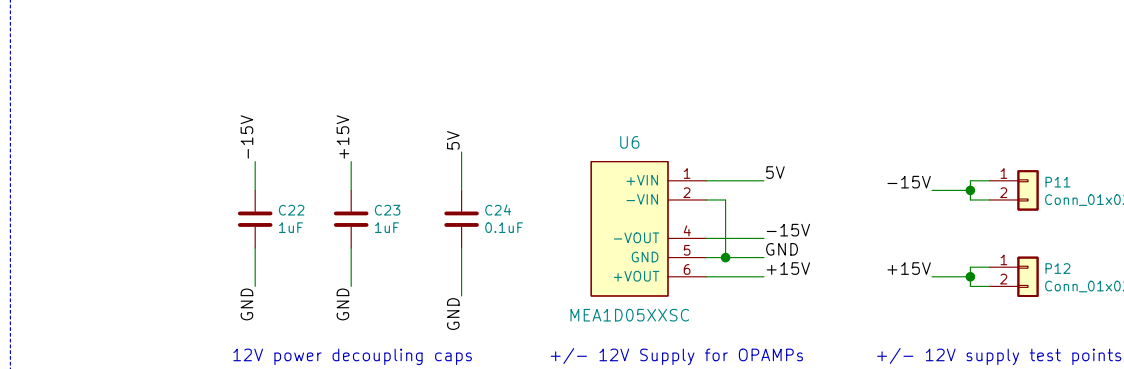 -15V
C22
1uF
GND
+15V
C23
1uF
GND
5V
C24
0.1uF
GND
12V power decoupling caps
U6
+VIN 1 5V
-VIN 2
-VOUT 4 -15V
GND 5 GND
+VOUT 6 +15V
MEA1D05XXSC
+/- 12V Supply for OPAMPs
-15V
1
2
P11
+15V
1
2
P12
+/- 12V supply test points